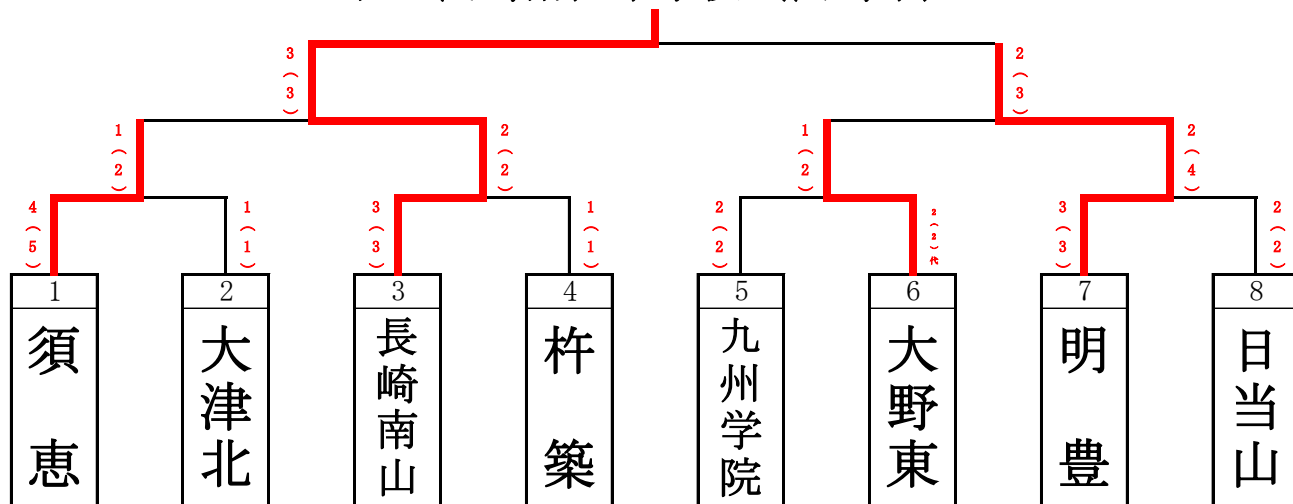 3(3)
2(3)
1(2)
2(2)
1(2)
2(4)
4(5)
1(1)
3(3)
1(1)
2(2)
2(2)代
3(3)
2(2)
1
2
3
4
5
6
7
8
須恵
大津北
長崎南山
杵築
九州学院
大野東
明豊
日当山